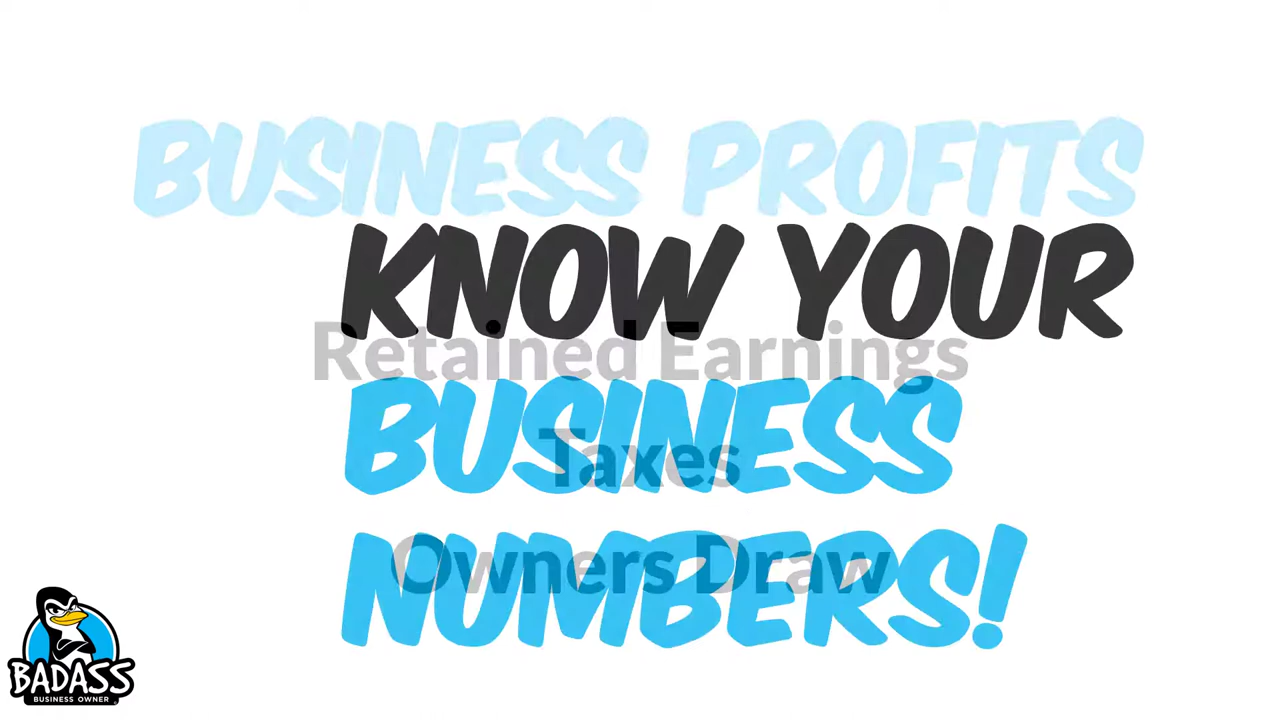 BUSINESS PROFITS
KNOW YOUR
Retained Earnings
BUSINESS
Taxes
Owners Draw
NUMBERS!
BADASS
BUSINESS OWNER